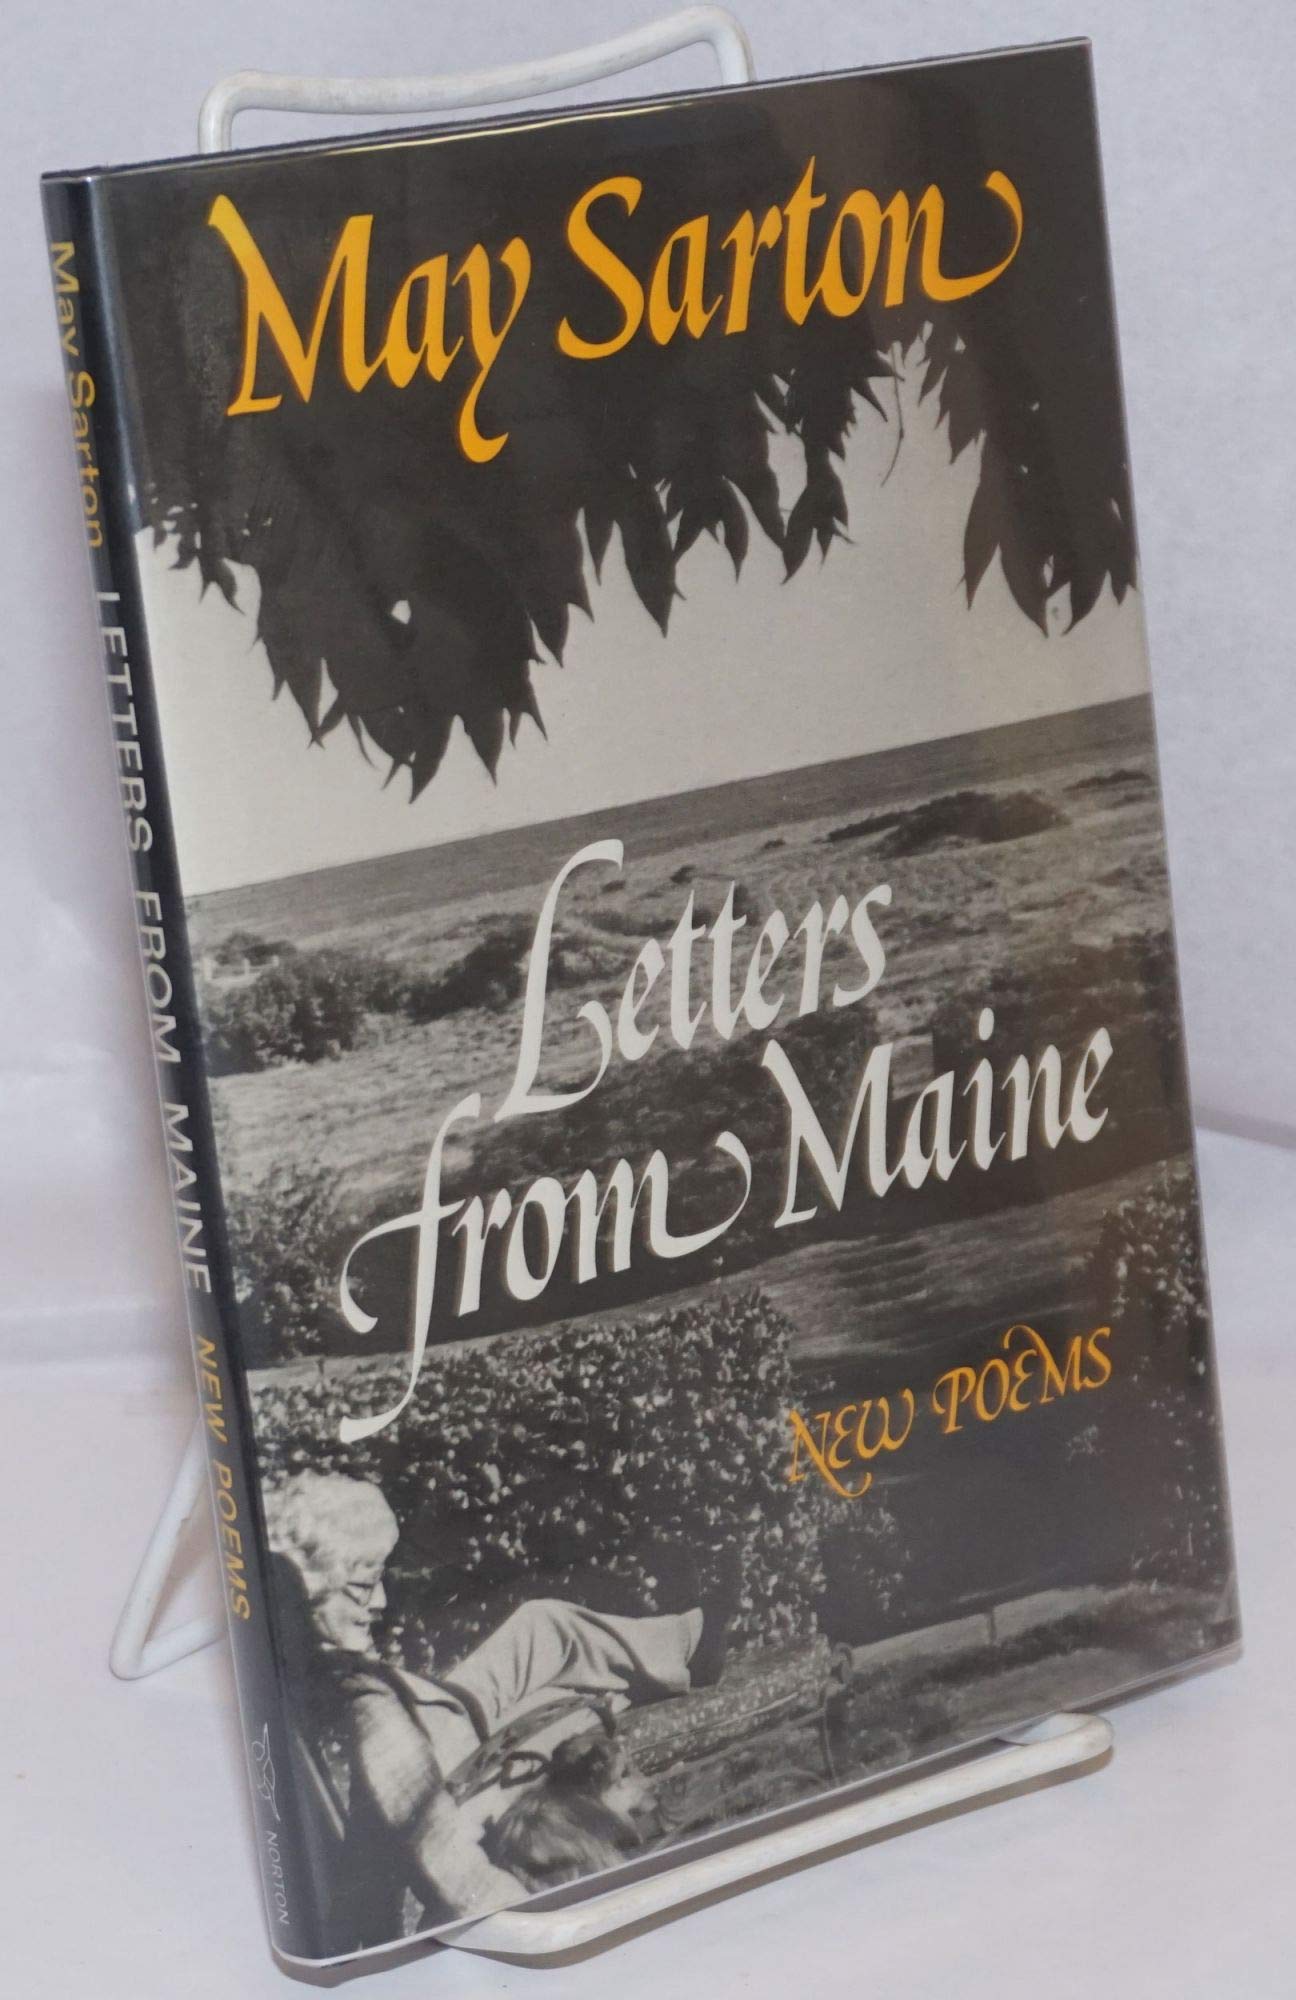 May Sarton
Letters
from Maine
NEW POEMS
May Sarton LETTERS FROM MAINE NEW POEMS NORTON